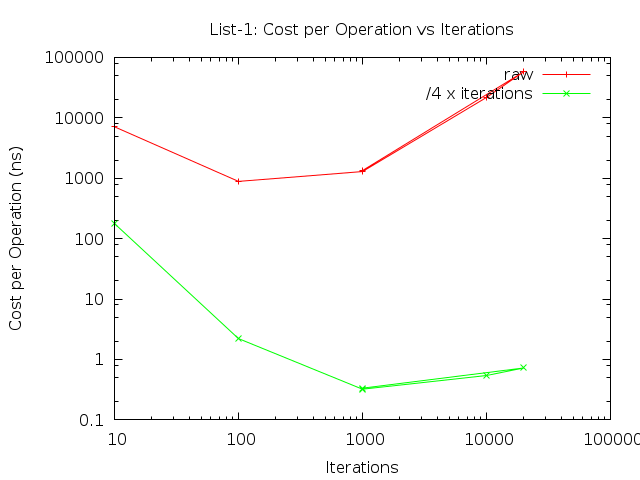 List-1: Cost per Operation vs Iterations
100000
10000
1000
100
10
1
0.1
Cost per Operation (ns)
raw
/4 x iterations
10 100 1000 10000 100000
Iterations